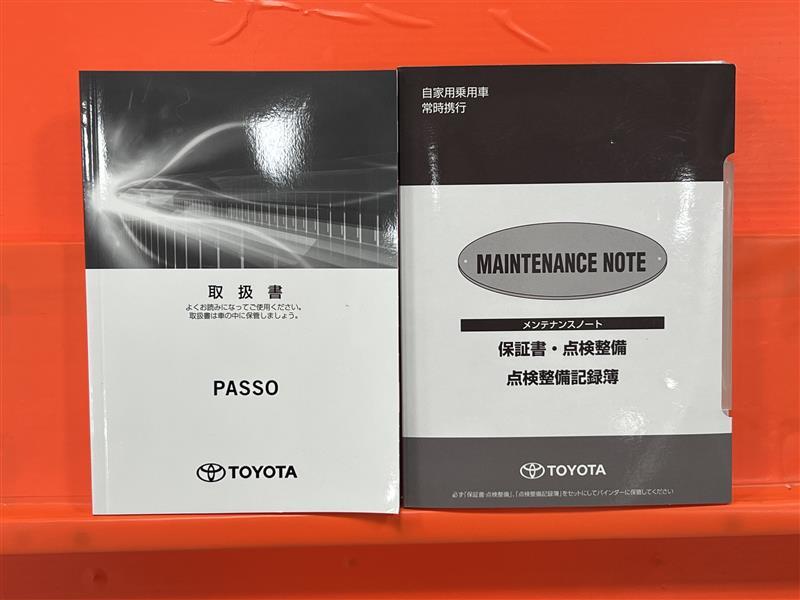 取扱書
よくお読みになってご使用ください。
取扱書は車の中に保管しましょう。
PASSO
TOYOTA
自家用乗用車
常時携行
MAINTENANCE NOTE
メンテナンスノート
保証書・点検整備
点検整備記録簿
TOYOTA
必ず「保証書・点検整備」、「点検整備記録簿」をセットにしてバインダーに保管してください